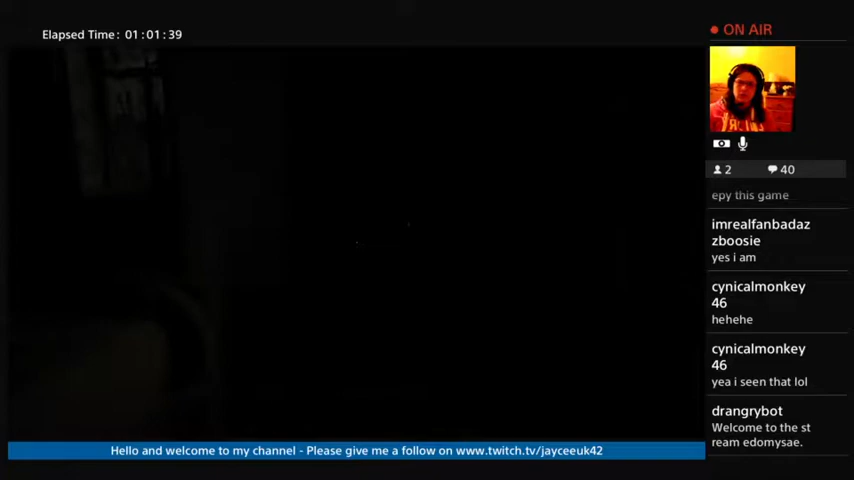 Elapsed Time: 01:01:39
ON AIR
2
40
epy this game
imrealfanbadaz
zboosie
yes i am
cynicalmonkey
46
hehehe
cynicalmonkey
46
yea i seen that lol
drangrybot
Welcome to the st
ream edomysae.
Hello and welcome to my channel - Please give me a follow on www.twitch.tv/jayceeuk42